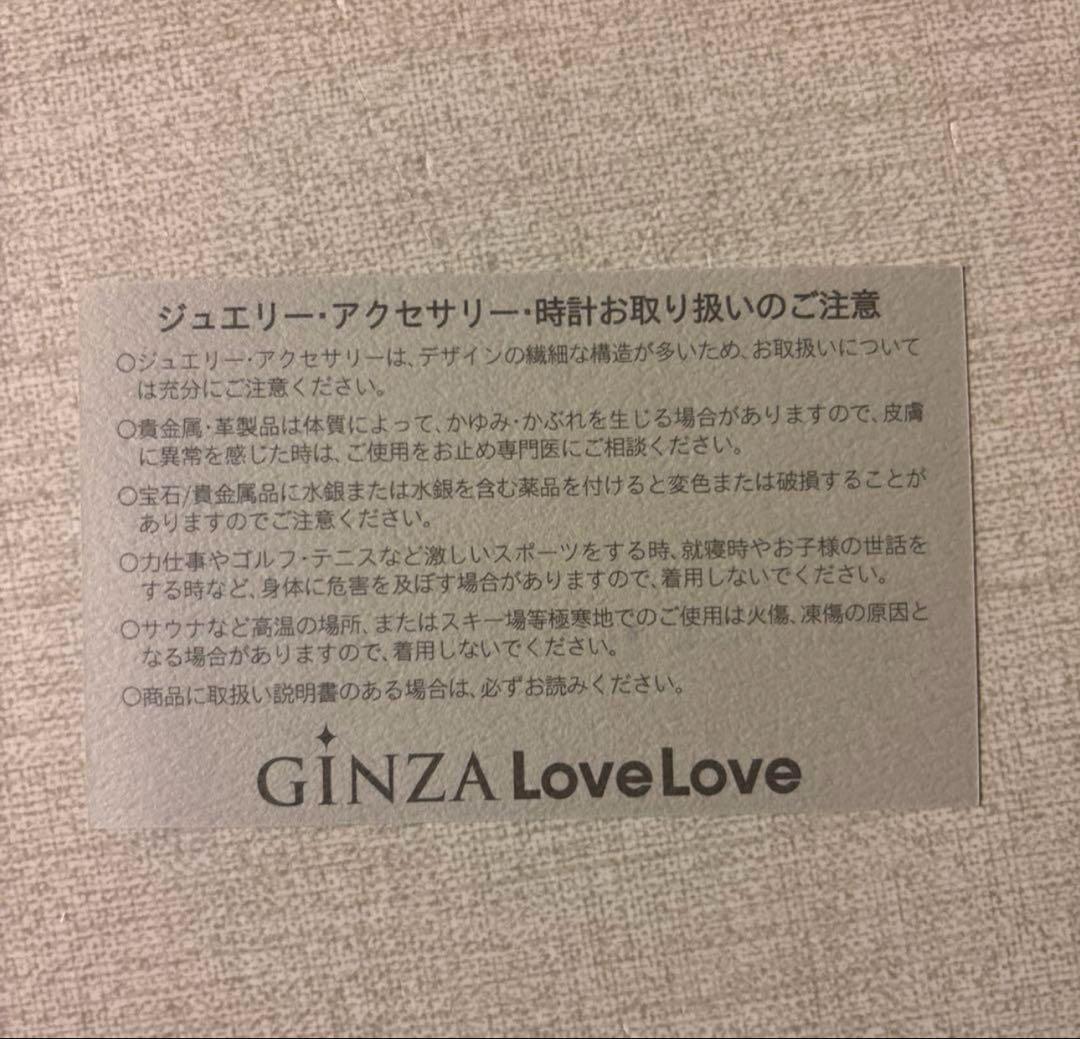 ジュエリー・アクセサリー・時計お取り扱いのご注意
○ジュエリー・アクセサリーは、デザインの繊細な構造が多いため、お取扱いについて
は充分にご注意ください。
○貴金属・革製品は体質によって、かゆみ・かぶれを生じる場合がありますので、皮膚
に異常を感じた時は、ご使用をお止め専門医にご相談ください。
○宝石/貴金属品に水銀または水銀を含む薬品を付けると変色または破損することが
ありますのでご注意ください。
○力仕事やゴルフ・テニスなど激しいスポーツをする時、就寝時やお子様の世話を
する時など、身体に危害を及ぼす場合がありますので、着用しないでください。
○サウナなど高温の場所、またはスキー場等極寒地でのご使用は火傷、凍傷の原因と
なる場合がありますので、着用しないでください。
○商品に取扱い説明書のある場合は、必ずお読みください。
GiNZA LoveLove